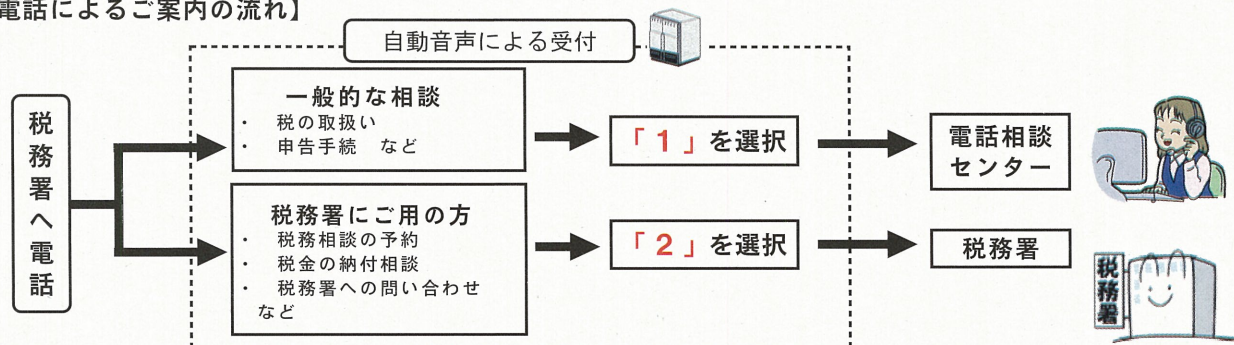 電話によるご案内の流れ】
自動音声による受付
税務署へ電話
一般的な相談
・ 税の取扱い
・ 申告手続 など
「1」を選択
電話相談
センター
税務署にご用の方
・ 税務相談の予約
・ 税金の納付相談
・ 税務署への問い合わせ
など
「2」を選択
税務署
税務署